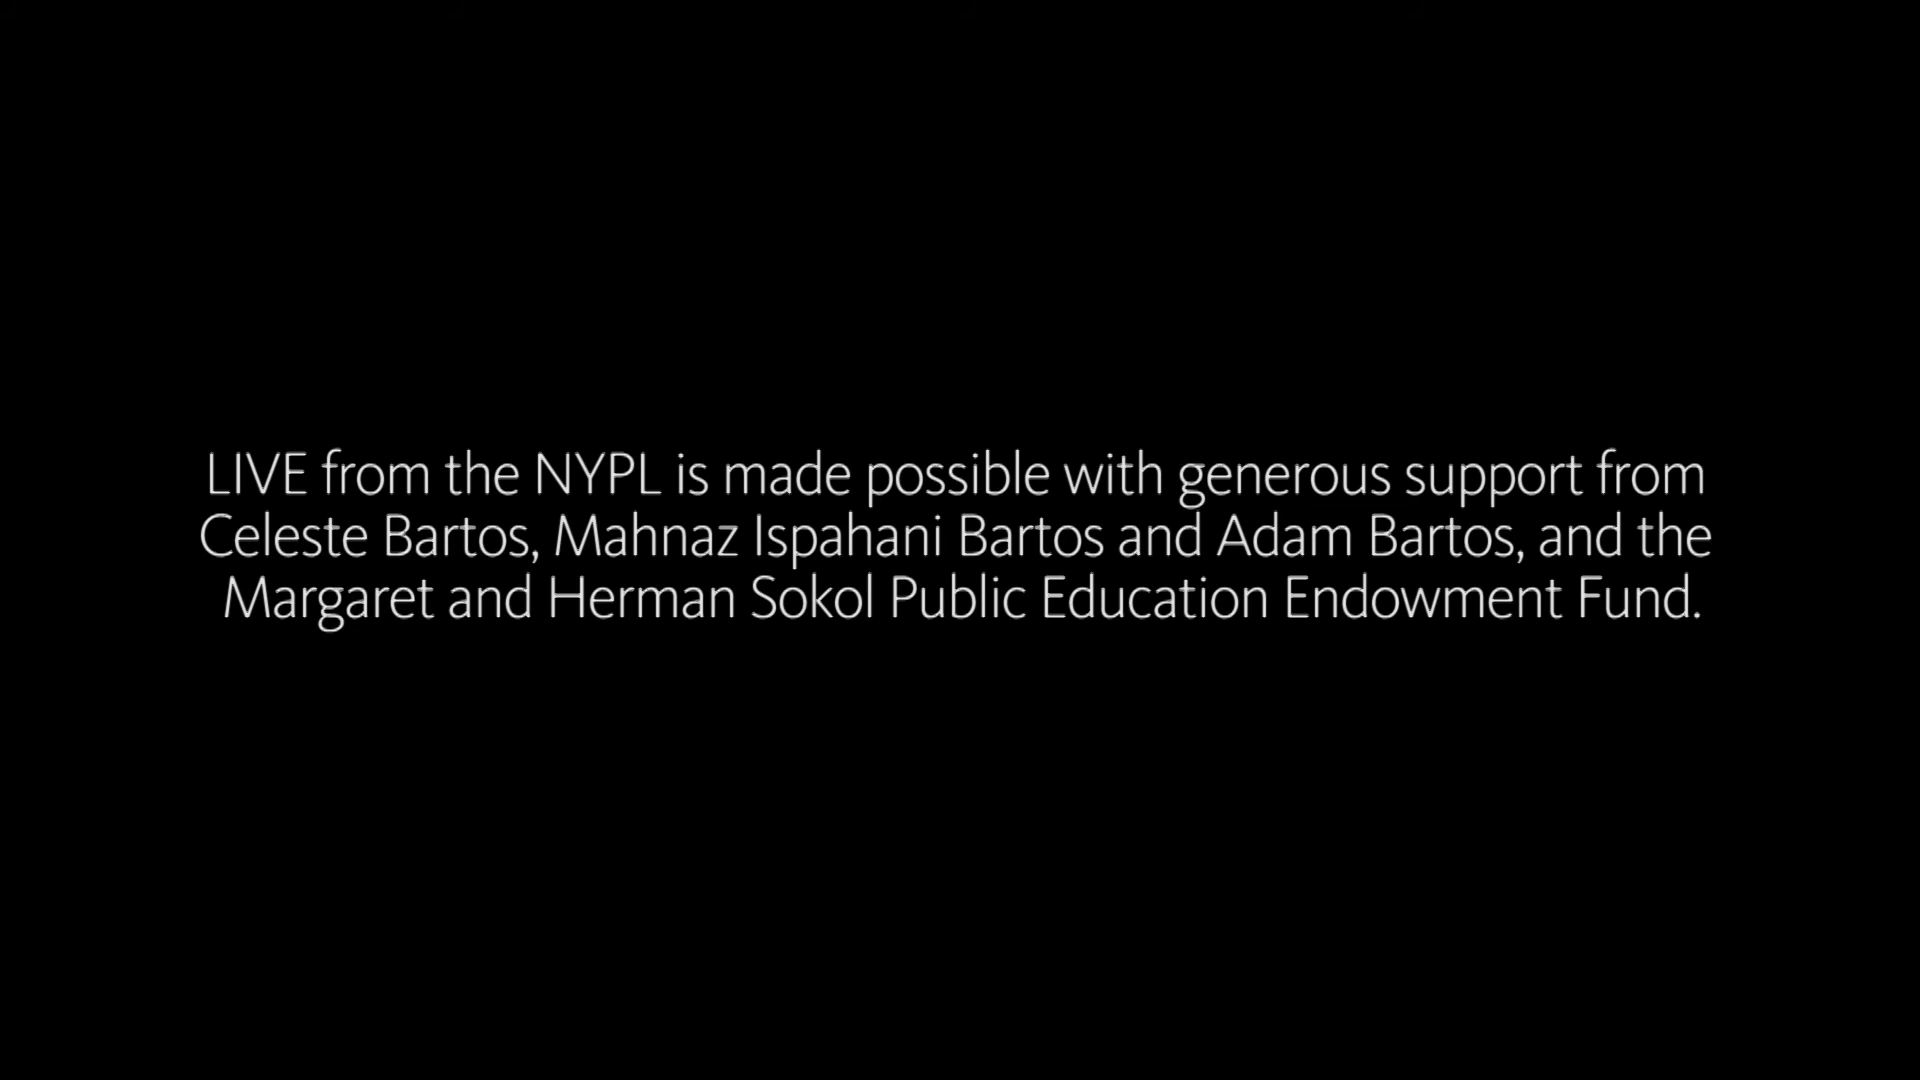 LIVE from the NYPL is made possible with generous support from
Celeste Bartos, Mahnaz Ispahani Bartos and Adam Bartos, and the
Margaret and Herman Sokol Public Education Endowment Fund.